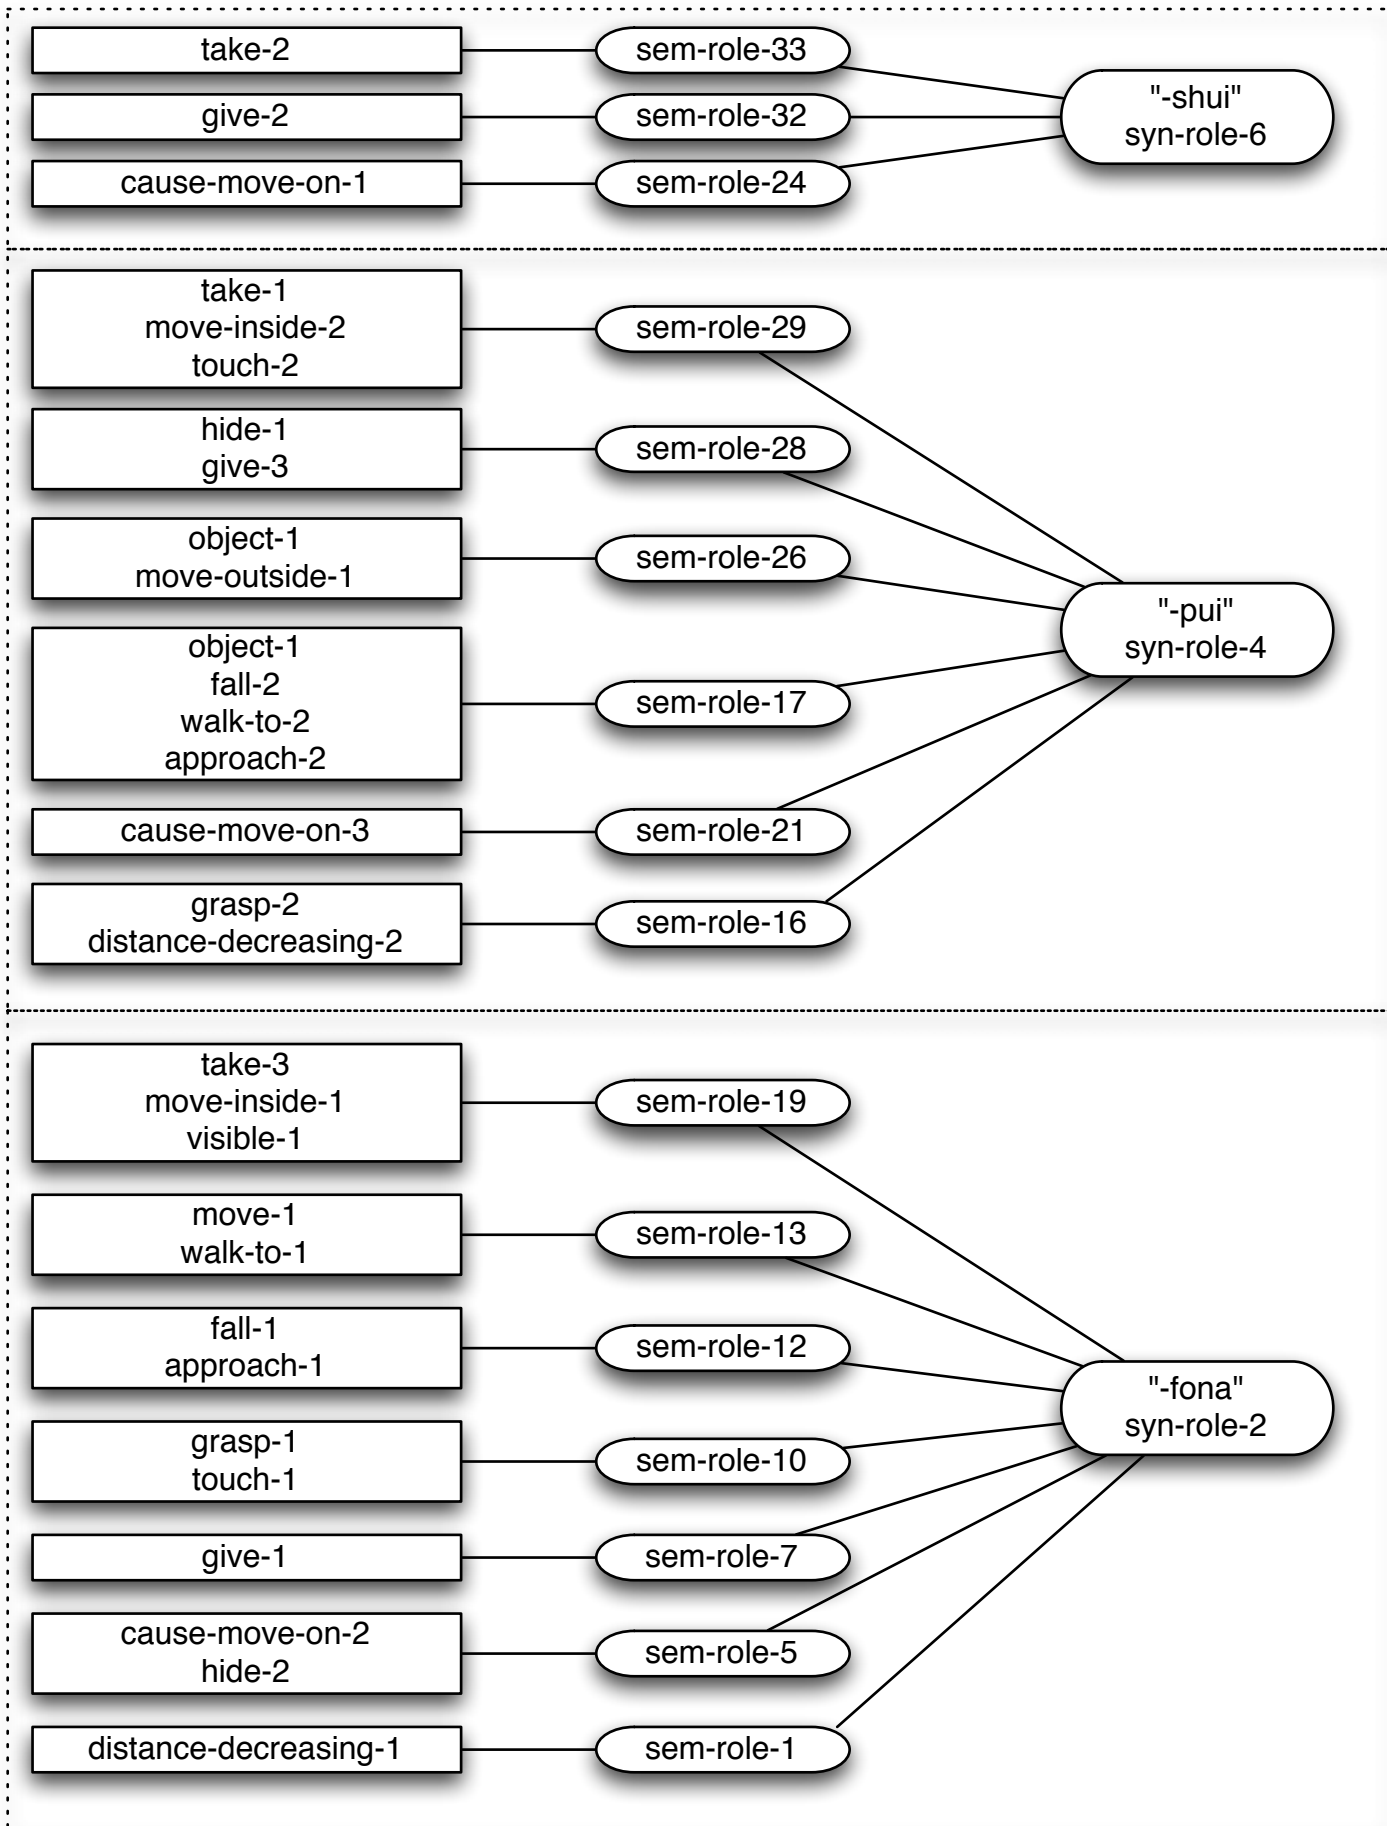 take-2
sem-role-33
give-2
sem-role-32
cause-move-on-1
sem-role-24
"-shui"
syn-role-6
take-1
move-inside-2
touch-2
sem-role-29
hide-1
give-3
sem-role-28
object-1
move-outside-1
sem-role-26
object-1
fall-2
walk-to-2
approach-2
sem-role-17
cause-move-on-3
sem-role-21
grasp-2
distance-decreasing-2
sem-role-16
"-pui"
syn-role-4
take-3
move-inside-1
visible-1
sem-role-19
move-1
walk-to-1
sem-role-13
fall-1
approach-1
sem-role-12
grasp-1
touch-1
sem-role-10
give-1
sem-role-7
cause-move-on-2
hide-2
sem-role-5
distance-decreasing-1
sem-role-1
"-fona"
syn-role-2